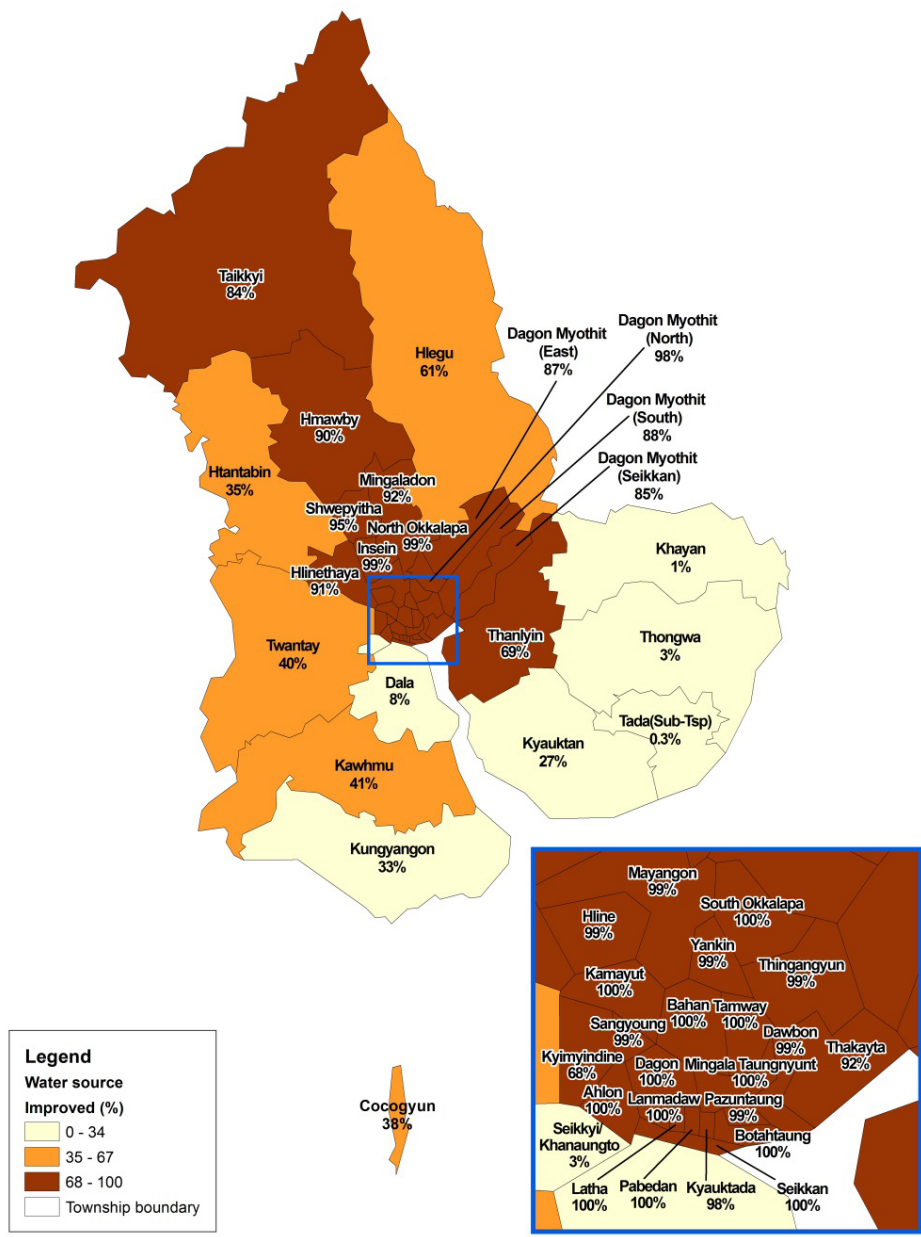 Taikkyi
84%
Hlegu
61%
Dagon Myothit
(East)
87%
Dagon Myothit
(North)
98%
Dagon Myothit
(South)
88%
Dagon Myothit
(Seikkan)
85%
Hmawby
90%
Htantabin
35%
Mingaladon
92%
Shwepyitha
95%
North Okkalapa
99%
Insein
99%
Hlinethaya
91%
Khayan
1%
Thongwa
3%
Thanlyin
69%
Twantay
40%
Dala
8%
Tada(Sub-Tsp)
0.3%
Kyauktan
27%
Kawhmu
41%
Kungyangon
33%
Cocogyun
38%
Mayangon
99%
South Okkalapa
100%
Hline
99%
Yankin
99%
Thingangyun
99%
Kamayut
100%
Bahan
100%
Tamway
100%
Sangyoung
99%
Dawbon
99%
Thakayta
92%
Kyimyindine
68%
Dagon
100%
Mingala Taungnyunt
100%
Ahlon
100%
Lanmadaw
100%
Pazuntaung
99%
Botahtaung
100%
Seikkyi/
Khanaungto
3%
Latha
100%
Pabedan
100%
Kyauktada
98%
Seikkan
100%
Legend
Water source
Improved (%)
0 - 34
35 - 67
68 - 100
Township boundary